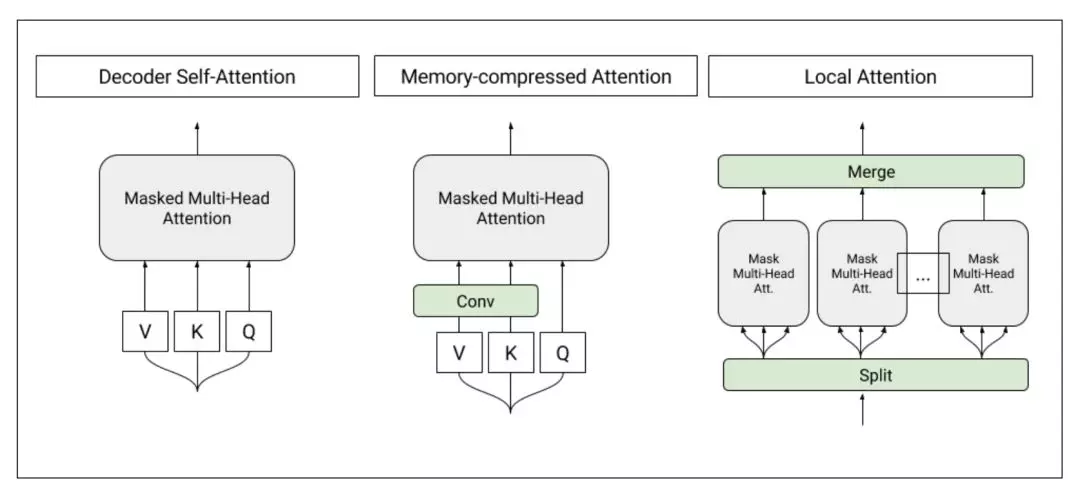 Decoder Self-Attention
Memory-compressed Attention
Local Attention
Masked Multi-Head
Attention
V
K
Q
Masked Multi-Head
Attention
Conv
V
K
Q
Merge
Mask
Multi-Head
Att.
Mask
Multi-Head
Att.
...
Mask
Multi-Head
Att.
Split